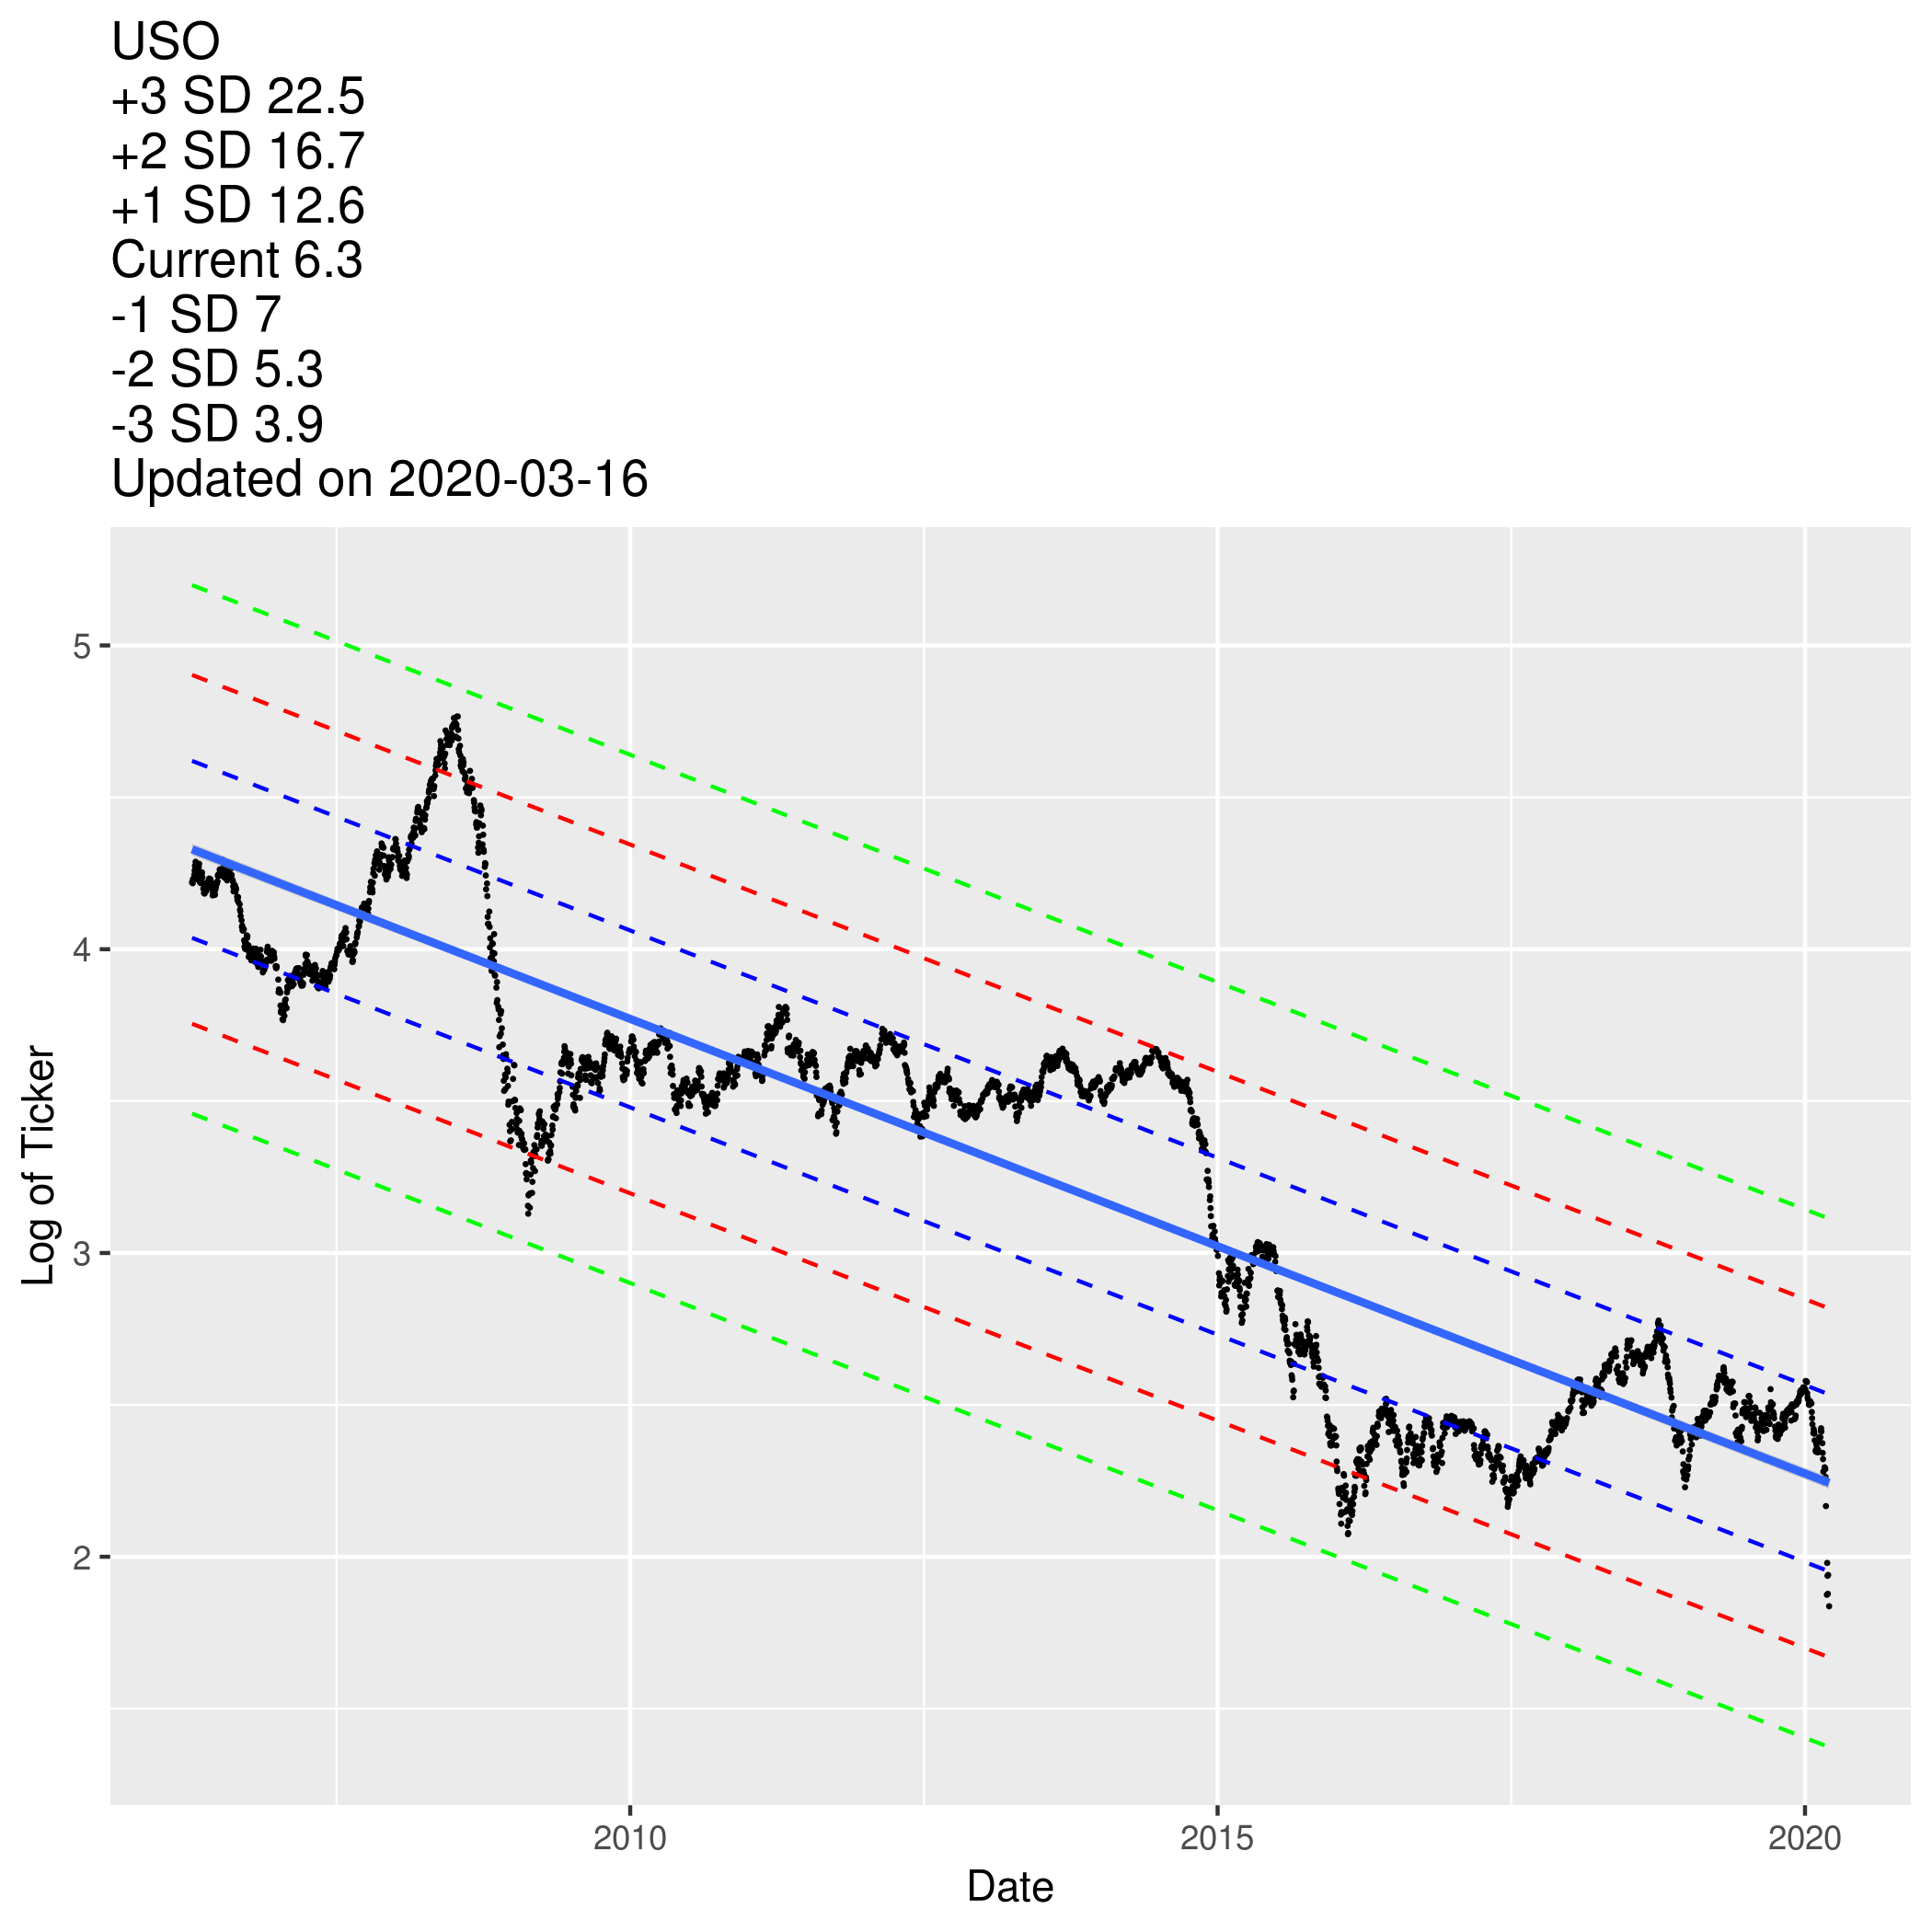 USO
+3 SD 22.5
+2 SD 16.7
+1 SD 12.6
Current 6.3
-1 SD 7
-2 SD 5.3
-3 SD 3.9
Updated on 2020-03-16
5
4
3
2
Log of Ticker
2010
2015
2020
Date